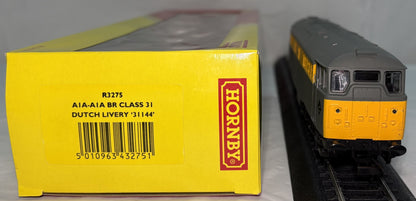 R3275
A1A-A1A BR CLASS 31
DUTCH LIVERY '31144'
5 010963 432751
HORNBY